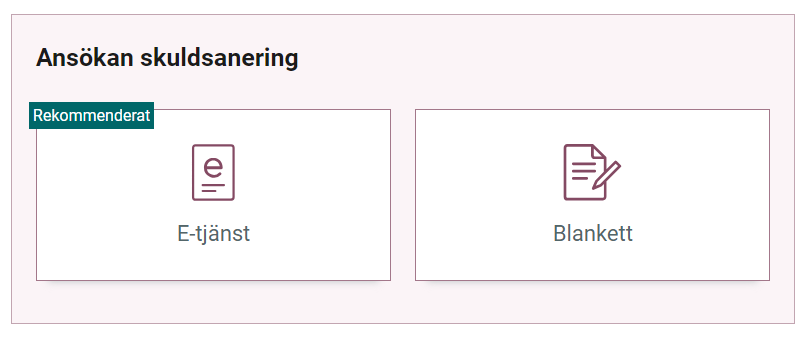 Ansökan skuldsanering
Rekommenderat
E-tjänst
Blankett